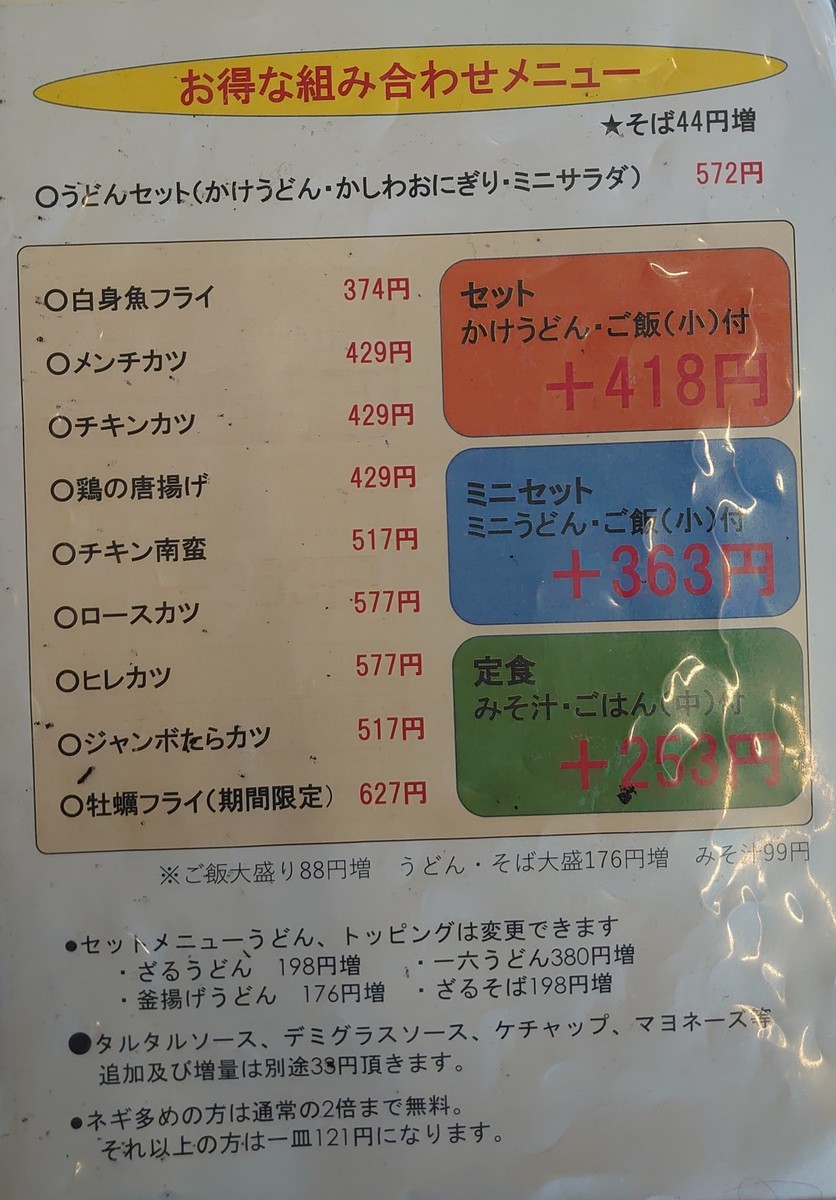 お得な組み合わせメニュー
★そば44円増
○うどんセット(かけうどん・かしわおにぎり・ミニサラダ) 572円
○白身魚フライ 374円
○メンチカツ 429円
○チキンカツ 429円
○鶏の唐揚げ 429円
○チキン南蛮 517円
○ロースカツ 577円
○ヒレカツ 577円
○ジャンボたらカツ 517円
○牡蠣フライ(期間限定) 627円
セット
かけうどん・ご飯(小)付
+418円
ミニセット
ミニうどん・ご飯(小)付
+363円
定食
みそ汁・ごはん(中)付
+253円
※ご飯大盛り88円増 うどん・そば大盛176円増 みそ汁99円
●セットメニューうどん、トッピングは変更できます
・ざるうどん 198円増 ・一六うどん380円増
・釜揚げうどん 176円増 ・ざるそば198円増
●タルタルソース、デミグラスソース、ケチャップ、マヨネーズ等
追加及び増量は別途33円頂きます。
●ネギ多めの方は通常の2倍まで無料。
それ以上の方は一皿121円になります。